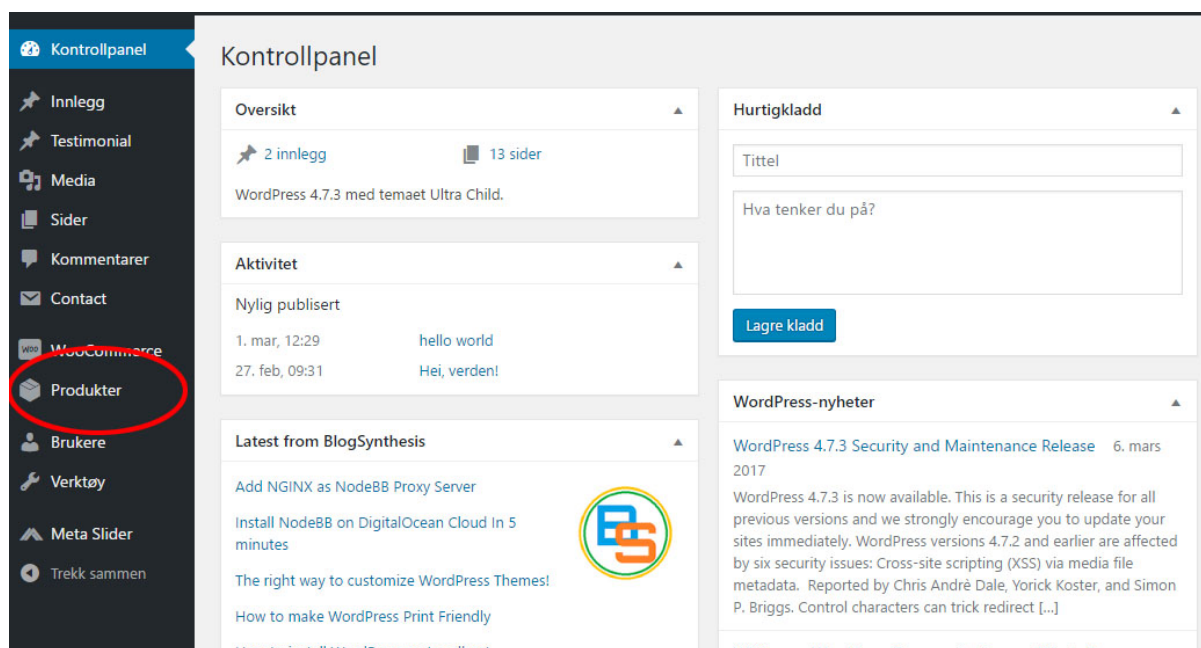 Kontrollpanel
Innlegg
Testimonial
Media
Sider
Kommentarer
Contact
WOO WooCommerce
Produkter
Brukere
Verktøy
Meta Slider
Trekk sammen
Kontrollpanel
Oversikt
2 innlegg 13 sider
WordPress 4.7.3 med temaet Ultra Child.
Aktivitet
Nylig publisert
1. mar, 12:29 hello world
27. feb, 09:31 Hei, verden!
Latest from BlogSynthesis
Add NGINX as NodeBB Proxy Server
Install NodeBB on DigitalOcean Cloud In 5
minutes
The right way to customize WordPress Themes!
How to make WordPress Print Friendly
BS
Hurtigkladd
Tittel
Hva tenker du på?
Lagre kladd
WordPress-nyheter
WordPress 4.7.3 Security and Maintenance Release 6. mars
2017
WordPress 4.7.3 is now available. This is a security release for all
previous versions and we strongly encourage you to update your
sites immediately. WordPress versions 4.7.2 and earlier are affected
by six security issues: Cross-site scripting (XSS) via media file
metadata. Reported by Chris Andrè Dale, Yorick Koster, and Simon
P. Briggs. Control characters can trick redirect [...]